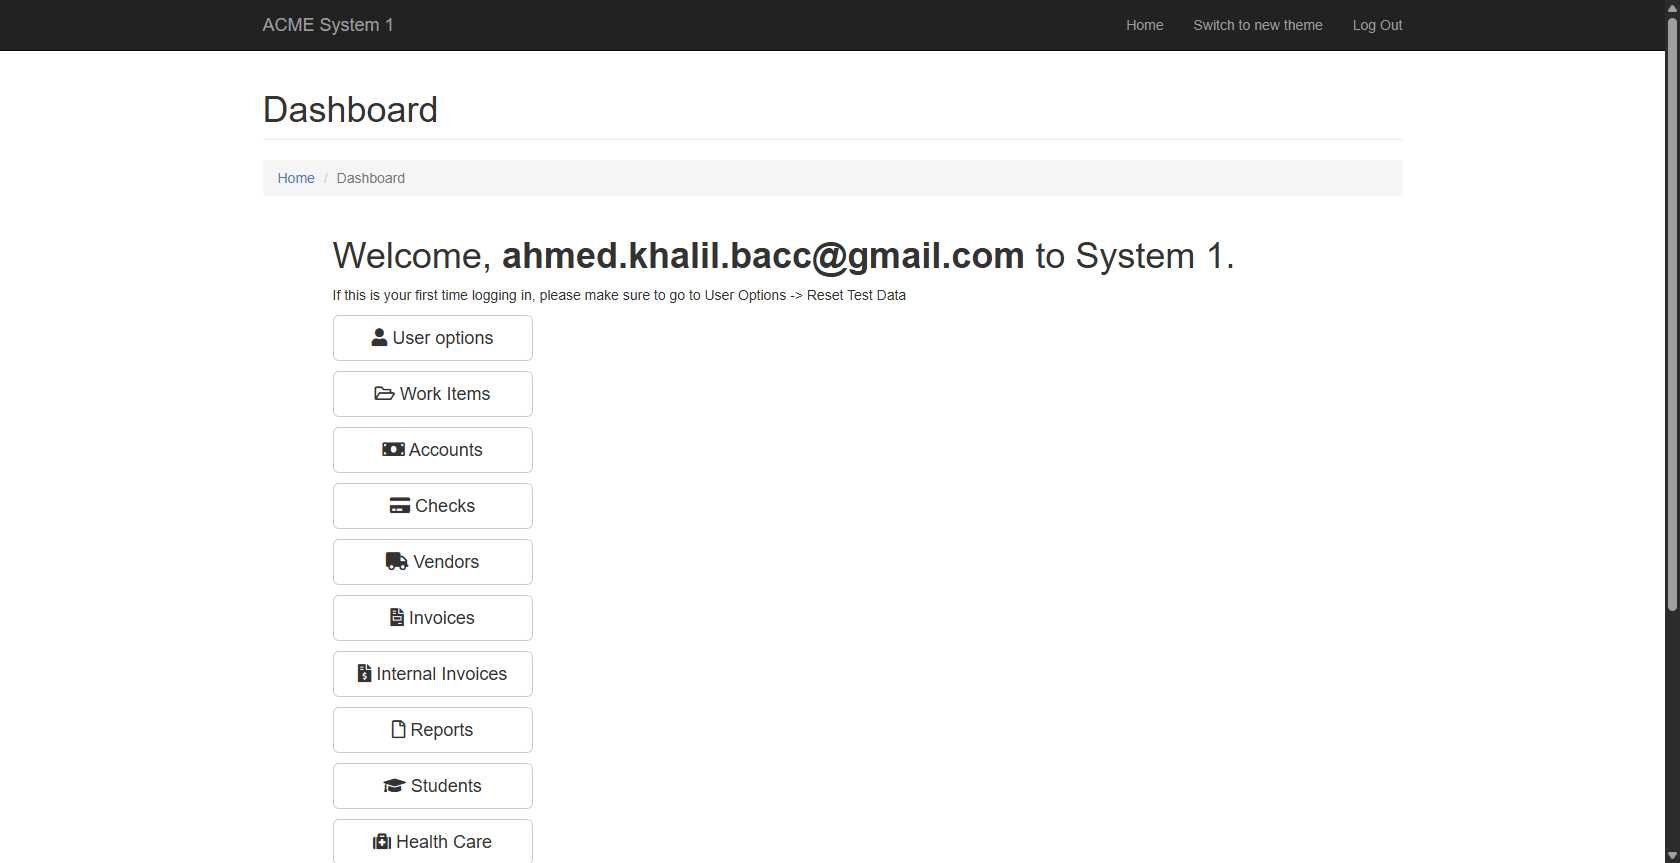 ACME System 1
Home
Switch to new theme
Log Out
Dashboard
Home / Dashboard
Welcome, ahmed.khalil.bacc@gmail.com to System 1.
If this is your first time logging in, please make sure to go to User Options -> Reset Test Data
User options
Work Items
Accounts
Checks
Vendors
Invoices
Internal Invoices
Reports
Students
Health Care